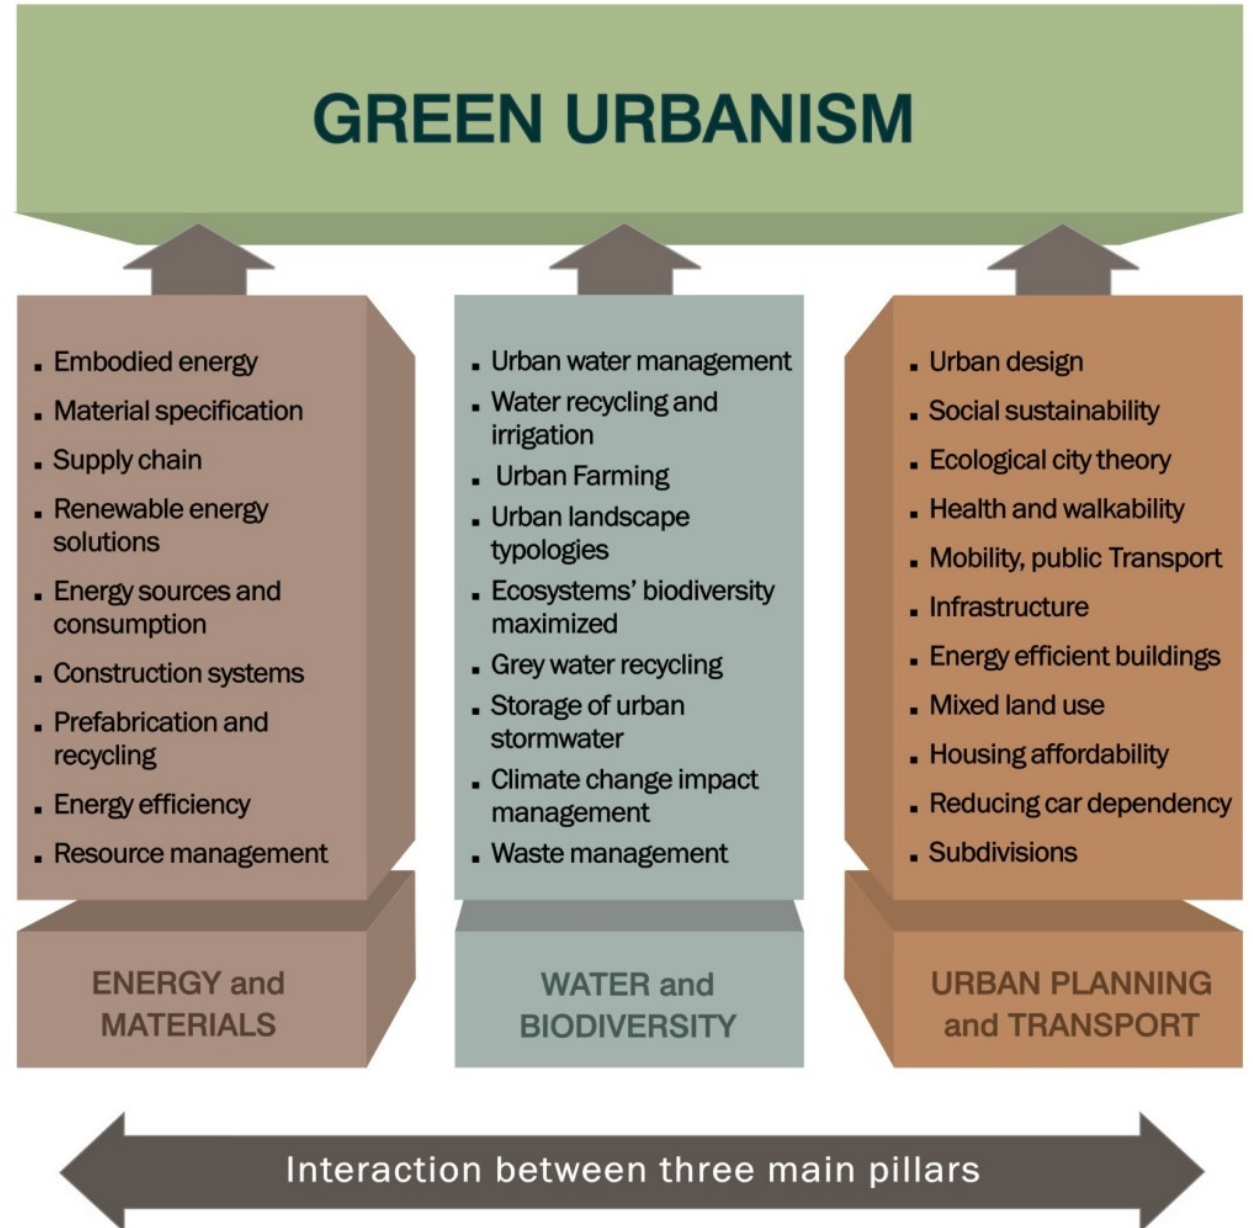 GREEN URBANISM
▪ Embodied energy
▪ Material specification
▪ Supply chain
▪ Renewable energy
solutions
▪ Energy sources and
consumption
▪ Construction systems
▪ Prefabrication and
recycling
▪ Energy efficiency
▪ Resource management
ENERGY and
MATERIALS
▪ Urban water management
▪ Water recycling and
irrigation
▪ Urban Farming
▪ Urban landscape
typologies
▪ Ecosystems’ biodiversity
maximized
▪ Grey water recycling
▪ Storage of urban
stormwater
▪ Climate change impact
management
▪ Waste management
WATER and
BIODIVERSITY
▪ Urban design
▪ Social sustainability
▪ Ecological city theory
▪ Health and walkability
▪ Mobility, public Transport
▪ Infrastructure
▪ Energy efficient buildings
▪ Mixed land use
▪ Housing affordability
▪ Reducing car dependency
▪ Subdivisions
URBAN PLANNING
and TRANSPORT
Interaction between three main pillars